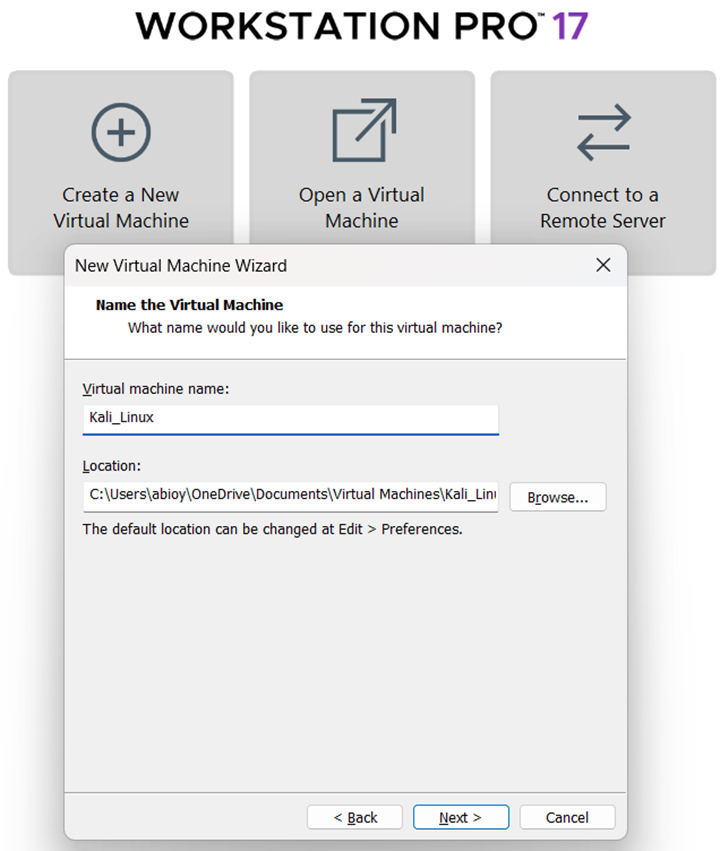 WORKSTATION PRO™ 17
Create a New
Virtual Machine
Open a Virtual
Machine
Connect to a
Remote Server
New Virtual Machine Wizard
Name the Virtual Machine
What name would you like to use for this virtual machine?
Virtual machine name:
Kali_Linux
Location:
C:\Users\abioy\OneDrive\Documents\Virtual Machines\Kali_Linu
Browse...
The default location can be changed at Edit > Preferences.
< Back
Next >
Cancel